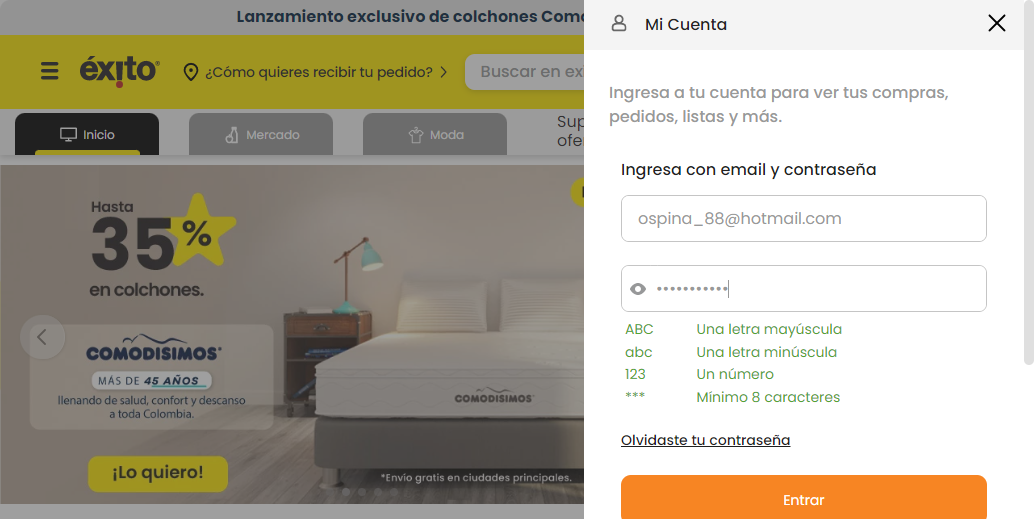 Lanzamiento exclusivo de colchones
Mi Cuenta
éxito
¿Cómo quieres recibir tu pedido?
Buscar en
Ingresa a tu cuenta para ver tus compras,
pedidos, listas y más.
Inicio
Mercado
Moda
Ingresa con email y contraseña
ospina_88@hotmail.com
•••••••••••
ABC Una letra mayúscula
abc Una letra minúscula
123 Un número
*** Mínimo 8 caracteres
Olvidaste tu contraseña
Entrar
Hasta
35%
en colchones.
COMODISIMOS
MÁS DE 45 AÑOS
llenando de salud, confort y descanso
a toda Colombia.
¡Lo quiero!
COMODISIMOS
*Envío gratis en ciudades principales.